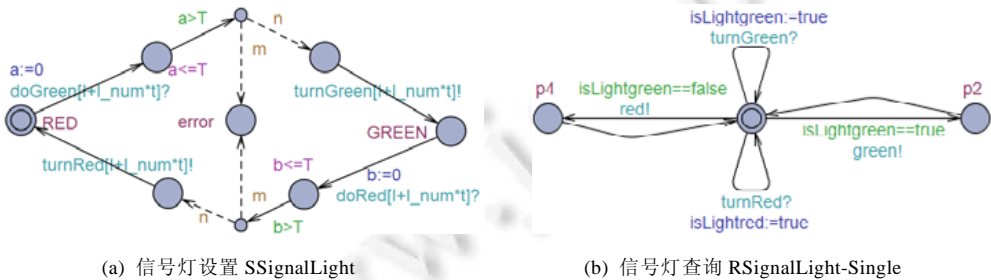 a>T
n
m
a:=0
a<=T
doGreen[l+l_num*t]?
turnGreen[l+l_num*t]!
RED
error
GREEN
turnRed[l+l_num*t]!
b<=T
b:=0
n
m
doRed[l+l_num*t]?
b>T
(a) 信号灯设置 SSignalLight
isLightgreen:=true
turnGreen?
p4
isLightgreen==false
red!
p2
isLightgreen==true
green!
turnRed?
isLightred:=true
(b) 信号灯查询 RSignalLight-Single